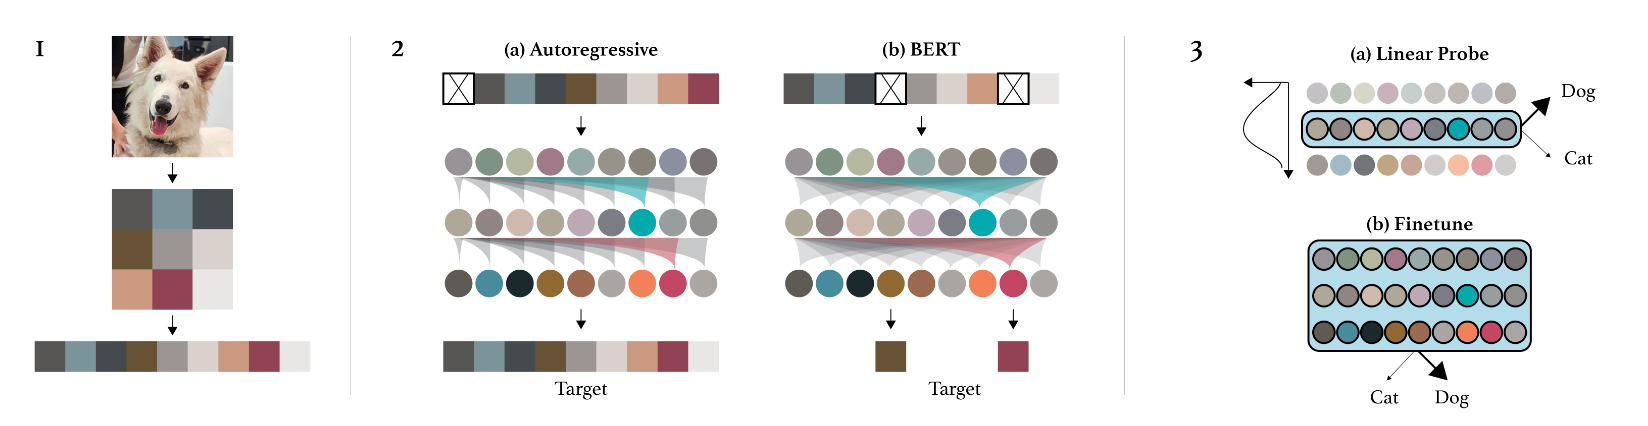 1
2
(a) Autoregressive
Target
(b) BERT
Target
3
(a) Linear Probe
Dog
Cat
(b) Finetune
Cat
Dog